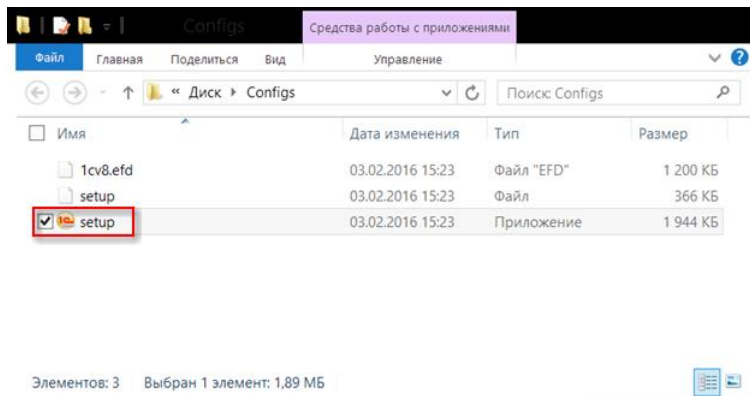 Configs
Средства работы с приложениями
Файл Главная Поделиться Вид Управление
« Диск Configs Поиск: Configs
Имя Дата изменения Тип Размер
1cv8.efd 03.02.2016 15:23 Файл "EFD" 1 200 КБ
setup 03.02.2016 15:23 Файл 366 КБ
1С setup 03.02.2016 15:23 Приложение 1 944 КБ
Элементов: 3 Выбран 1 элемент: 1,89 МБ